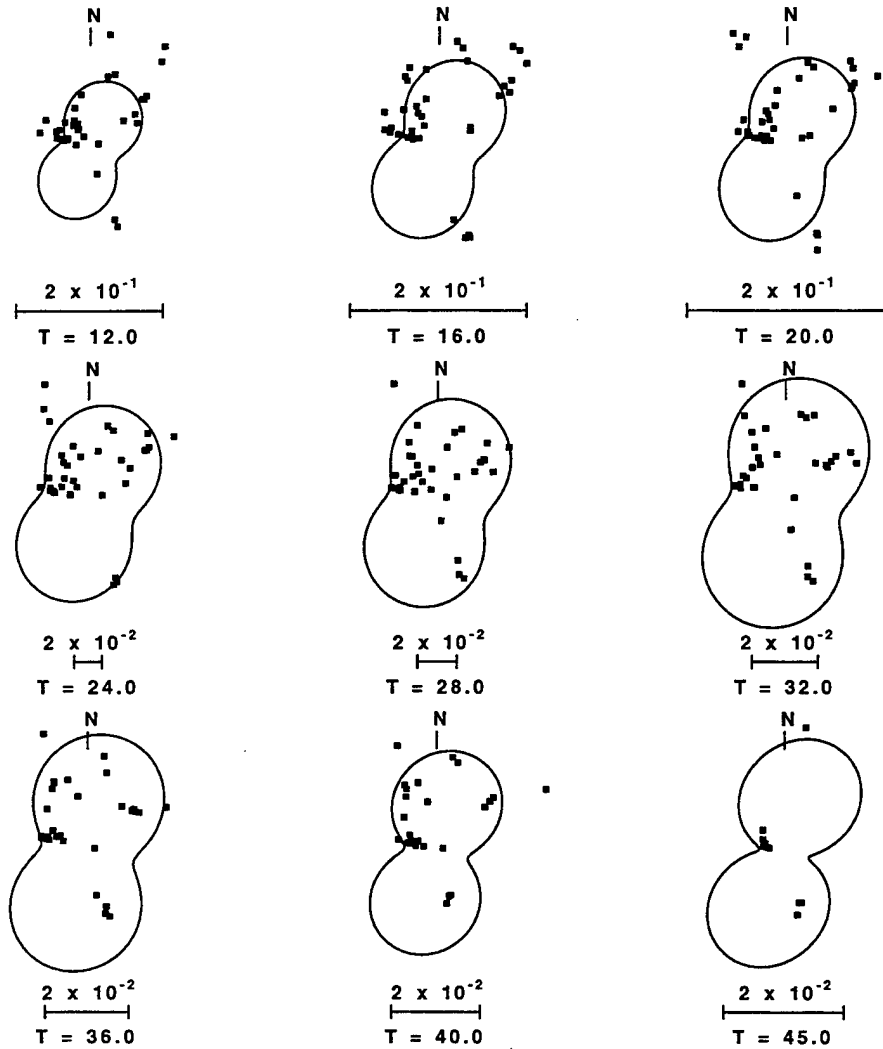 N N N
2 x 10⁻¹ 2 x 10⁻¹ 2 x 10⁻¹
T = 12.0 T = 16.0 T = 20.0
N N N
2 x 10⁻² 2 x 10⁻² 2 x 10⁻²
T = 24.0 T = 28.0 T = 32.0
N N N
2 x 10⁻² 2 x 10⁻² 2 x 10⁻²
T = 36.0 T = 40.0 T = 45.0